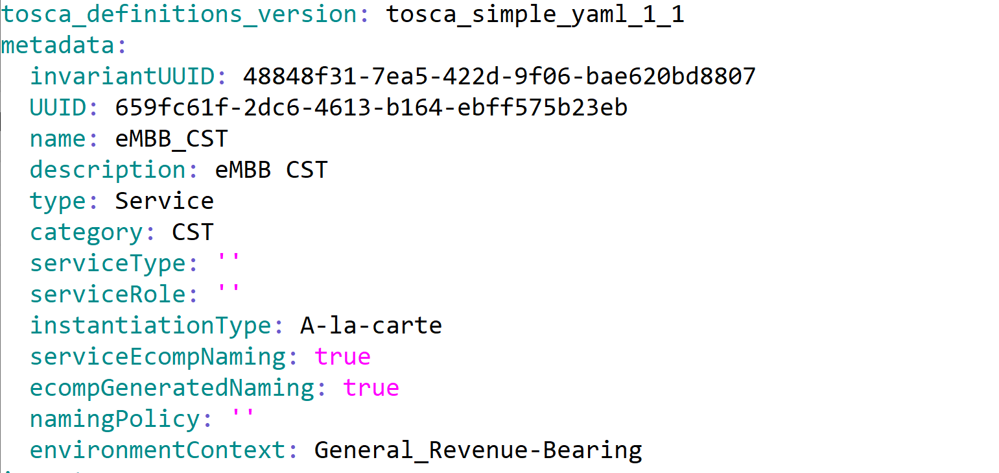 tosca_definitions_version: tosca_simple_yaml_1_1
metadata:
  invariantUUID: 48848f31-7ea5-422d-9f06-bae620bd8807
  UUID: 659fc61f-2dc6-4613-b164-ebff575b23eb
  name: eMBB_CST
  description: eMBB CST
  type: Service
  category: CST
  serviceType: ''
  serviceRole: ''
  instantiationType: A-la-carte
  serviceEcompNaming: true
  ecompGeneratedNaming: true
  namingPolicy: ''
  environmentContext: General_Revenue-Bearing